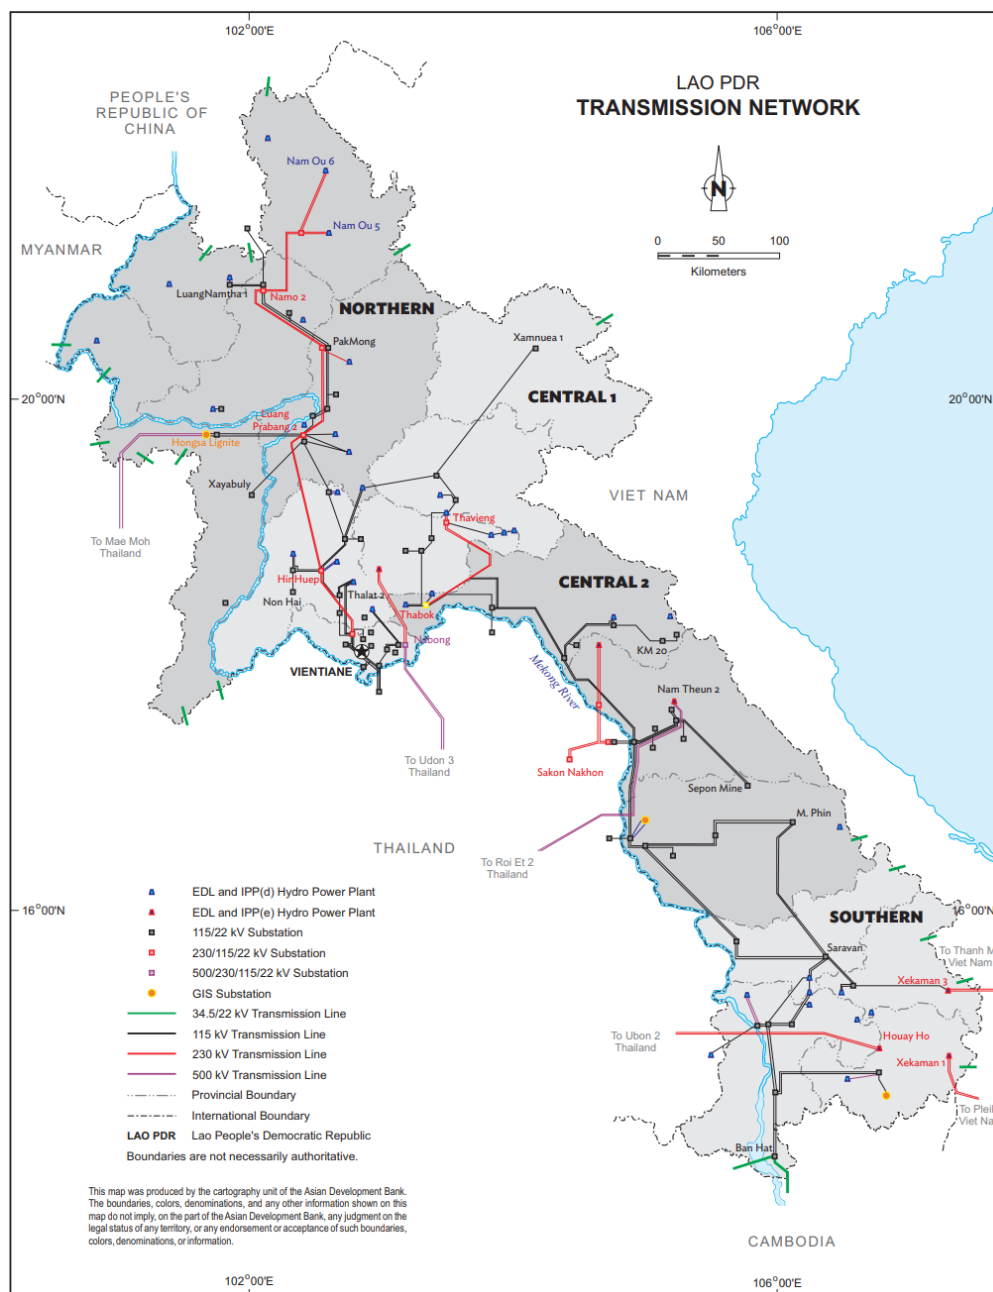 102°00'E
106°00'E
LAO PDR
TRANSMISSION NETWORK
PEOPLE'S
REPUBLIC OF
CHINA
N
Nam Ou 6
Nam Ou 5
MYANMAR
0 50 100
Kilometers
LuangNamtha 1
Namo 2
NORTHERN
PakMong
Xamnuea 1
CENTRAL 1
20°00'N
20°00'N
Luang
Prabang 2
Hongsa Lignite
Xayabuly
VIET NAM
Thavieng
To Mae Moh
Thailand
HinHuep
CENTRAL 2
Non Hai
Thalat 2
Thabok
Nabong
KM 20
VIENTIANE
Mekong River
Nam Theun 2
To Udon 3
Thailand
Sakon Nakhon
Sepon Mine
M. Phin
THAILAND
To Roi Et 2
Thailand
EDL and IPP(d) Hydro Power Plant
EDL and IPP(e) Hydro Power Plant
115/22 kV Substation
230/115/22 kV Substation
500/230/115/22 kV Substation
GIS Substation
34.5/22 kV Transmission Line
115 kV Transmission Line
230 kV Transmission Line
500 kV Transmission Line
Provincial Boundary
International Boundary
LAO PDR Lao People's Democratic Republic
Boundaries are not necessarily authoritative.
16°00'N
16°00'N
SOUTHERN
Saravan
To Thanh M
Viet Nam
Xekaman 3
To Ubon 2
Thailand
Houay Ho
Xekaman 1
To Pleil
Viet Na
Ban Hat
This map was produced by the cartography unit of the Asian Development Bank.
The boundaries, colors, denominations, and any other information shown on this
map do not imply, on the part of the Asian Development Bank, any judgment on the
legal status of any territory, or any endorsement or acceptance of such boundaries,
colors, denominations, or information.
CAMBODIA
102°00'E
106°00'E